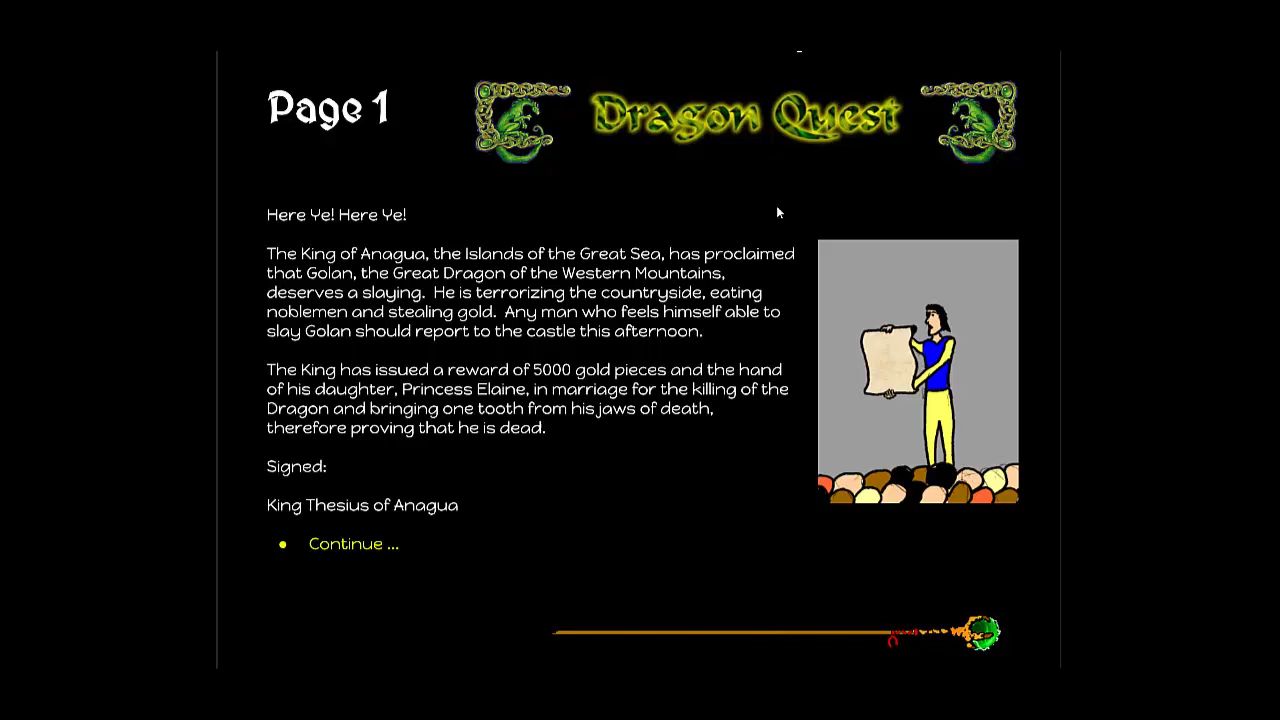 Page 1
Dragon Quest
Here Ye! Here Ye!
The King of Anagua, the Islands of the Great Sea, has proclaimed
that Golan, the Great Dragon of the Western Mountains,
deserves a slaying.  He is terrorizing the countryside, eating
noblemen and stealing gold.  Any man who feels himself able to
slay Golan should report to the castle this afternoon.
The King has issued a reward of 5000 gold pieces and the hand
of his daughter, Princess Elaine, in marriage for the killing of the
Dragon and bringing one tooth from his jaws of death,
therefore proving that he is dead.
Signed:
King Thesius of Anagua
• Continue ...